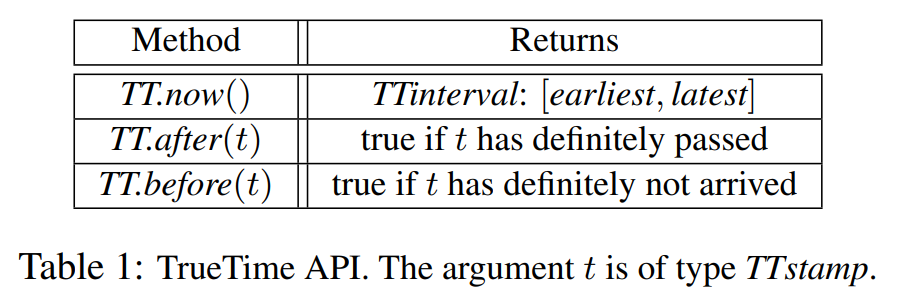 Method Returns
TT.now() TTinterval: [earliest, latest]
TT.after(t) true if t has definitely passed
TT.before(t) true if t has definitely not arrived
Table 1: TrueTime API. The argument t is of type TTstamp.